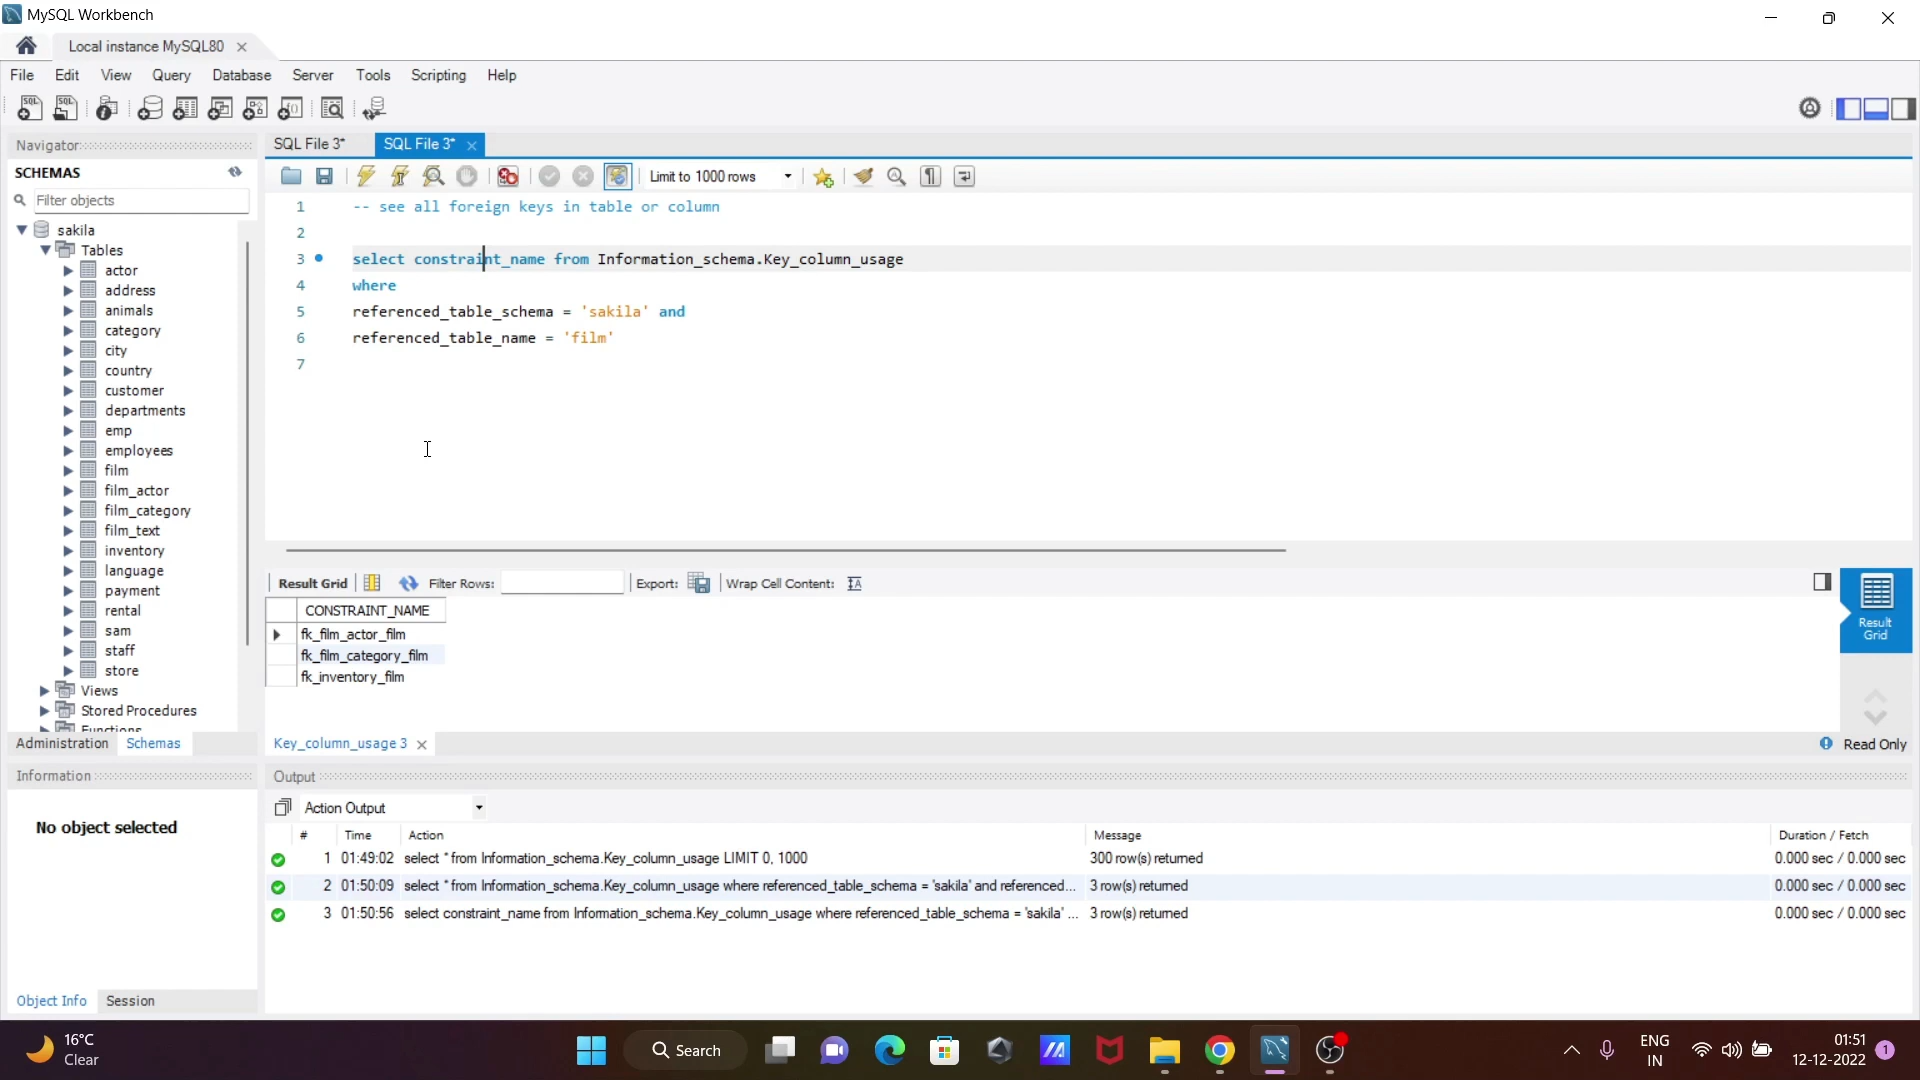 MySQL Workbench
Local instance MySQL80
File Edit View Query Database Server Tools Scripting Help
Navigator
SCHEMAS
Filter objects
sakila
Tables
actor
address
animals
category
city
country
customer
departments
emp
employees
film
film_actor
film_category
film_text
inventory
language
payment
rental
sam
staff
store
Views
Stored Procedures
Functions
Administration Schemas
Information
No object selected
Object Info Session
SQL File 3* SQL File 3*
Limit to 1000 rows
1 -- see all foreign keys in table or column
2
3 select constraint_name from Information_schema.Key_column_usage
4 where
5 referenced_table_schema = 'sakila' and
6 referenced_table_name = 'film'
7
Result Grid Filter Rows: Export: Wrap Cell Content:
CONSTRAINT_NAME
fk_film_actor_film
fk_film_category_film
fk_inventory_film
Result
Grid
Key_column_usage 3 Read Only
Output
Action Output
# Time Action Message Duration / Fetch
1 01:49:02 select * from Information_schema.Key_column_usage LIMIT 0, 1000 300 row(s) returned 0.000 sec / 0.000 sec
2 01:50:09 select * from Information_schema.Key_column_usage where referenced_table_schema = 'sakila' and referenced... 3 row(s) returned 0.000 sec / 0.000 sec
3 01:50:56 select constraint_name from Information_schema.Key_column_usage where referenced_table_schema = 'sakila' ... 3 row(s) returned 0.000 sec / 0.000 sec
16°C
Clear
Search
ENG
IN
01:51
12-12-2022
1